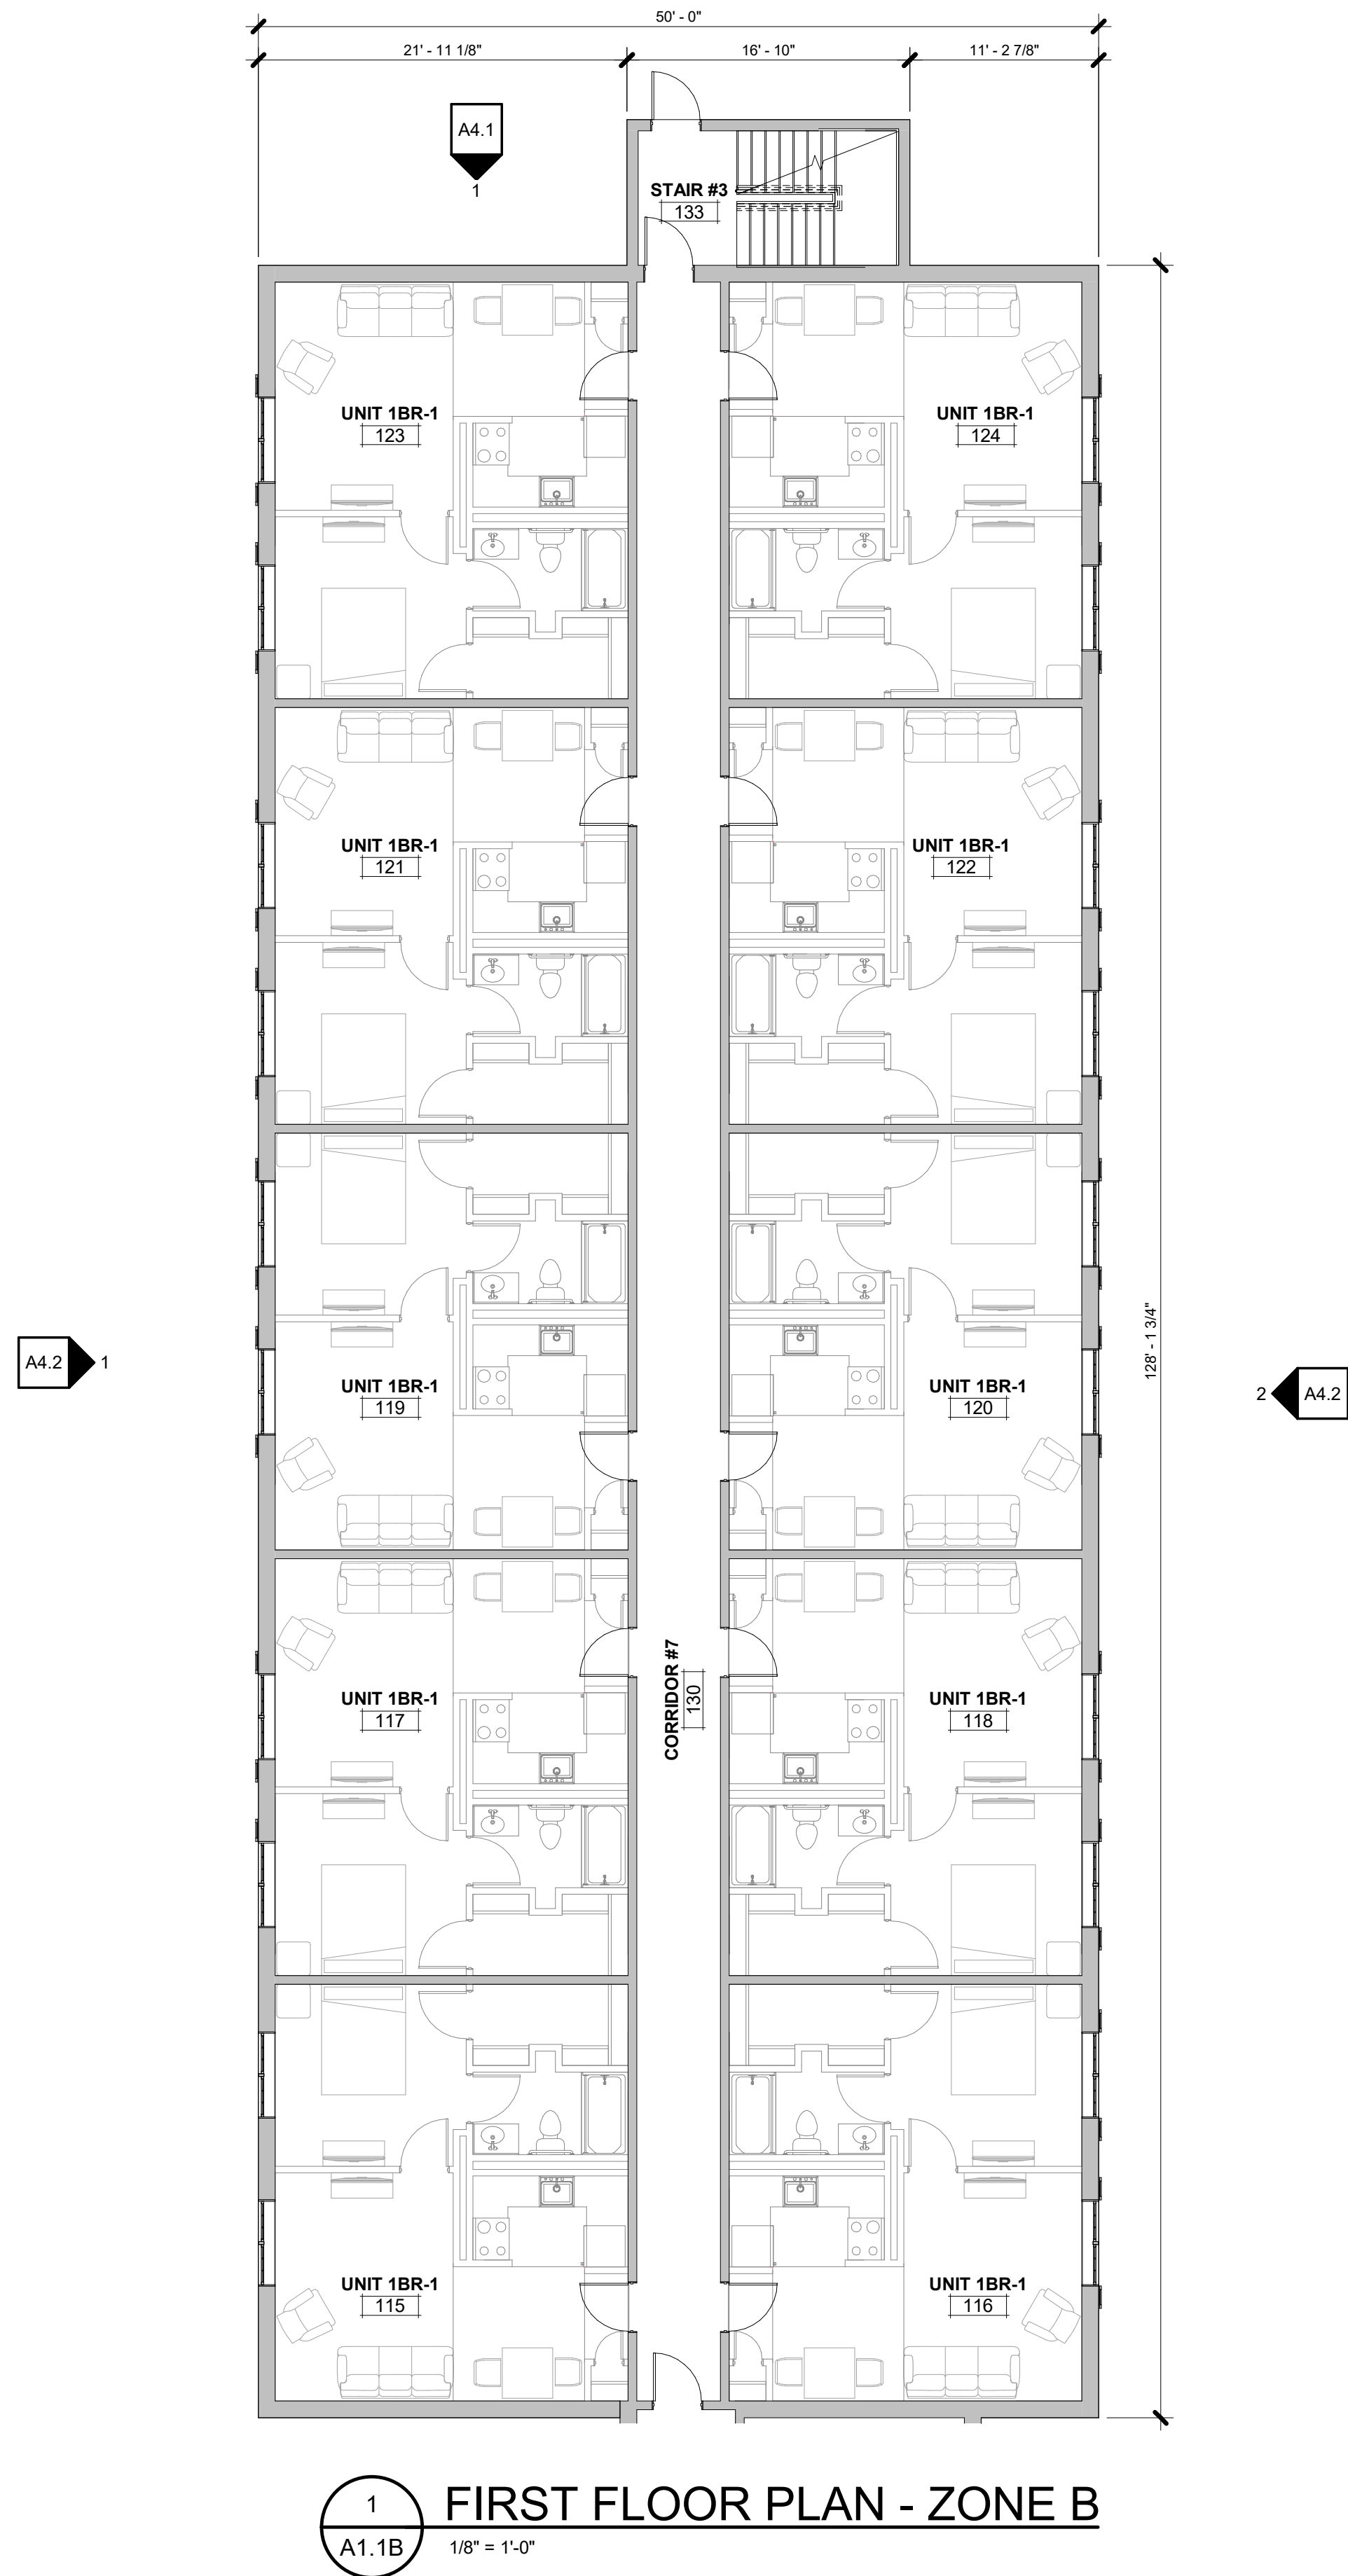 50' - 0"
21' - 11 1/8"
16' - 10"
11' - 2 7/8"
A4.1
1
STAIR #3
133
UNIT 1BR-1
123
UNIT 1BR-1
124
UNIT 1BR-1
121
UNIT 1BR-1
122
128' - 1 3/4"
A4.2
1
UNIT 1BR-1
119
UNIT 1BR-1
120
2
A4.2
UNIT 1BR-1
117
CORRIDOR #7
130
UNIT 1BR-1
118
UNIT 1BR-1
115
UNIT 1BR-1
116
1
A1.1B
FIRST FLOOR PLAN - ZONE B
1/8" = 1'-0"